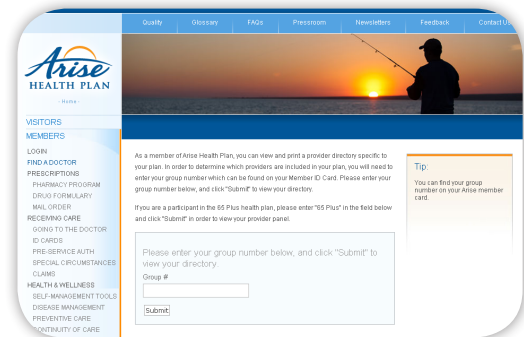 Quality Glossary FAQs Pressroom Newsletters Feedback Contact Us
Arise
HEALTH PLAN
- Home -
VISITORS
MEMBERS
LOGIN
FIND A DOCTOR
PRESCRIPTIONS
PHARMACY PROGRAM
DRUG FORMULARY
MAIL ORDER
RECEIVING CARE
GOING TO THE DOCTOR
ID CARDS
PRE-SERVICE AUTH
SPECIAL CIRCUMSTANCES
CLAIMS
HEALTH & WELLNESS
SELF-MANAGEMENT TOOLS
DISEASE MANAGEMENT
PREVENTIVE CARE
CONTINUITY OF CARE
As a member of Arise Health Plan, you can view and print a provider directory specific to
your plan. In order to determine which providers are included in your plan, you will need to
enter your group number which can be found on your Member ID Card. Please enter your
group number below, and click "Submit" to view your directory.
If you are a participant in the 65 Plus health plan, please enter "65 Plus" in the field below
and click "Submit" in order to view your provider panel.
Please enter your group number below, and click "Submit" to
view your directory.
Group #
Submit
Tip:
You can find your group
number on your Arise member
card.